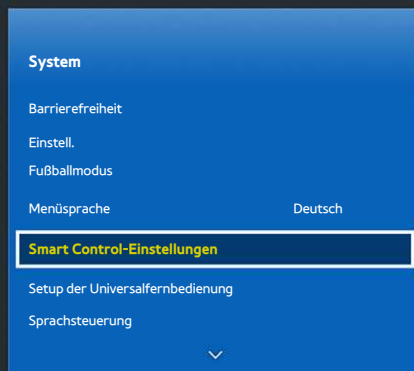 System
Barrierefreiheit
Einstell.
Fußballmodus
Menüsprache Deutsch
Smart Control-Einstellungen
Setup der Universalfernbedienung
Sprachsteuerung